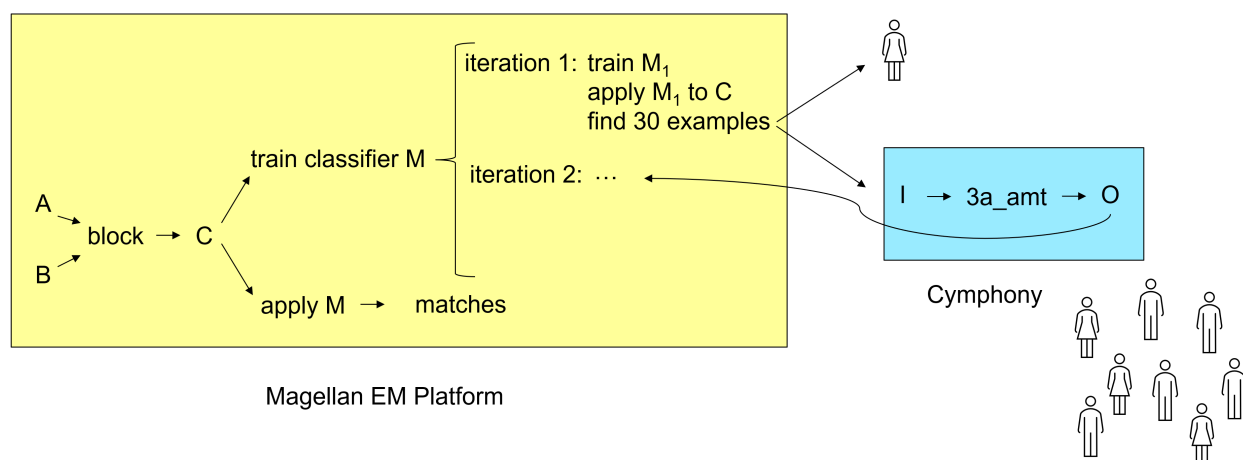 iteration 1: train M₁
apply M₁ to C
find 30 examples
train classifier M
iteration 2: ...
A
B
block
C
apply M
matches
I
3a_amt
O
Cymphony
Magellan EM Platform